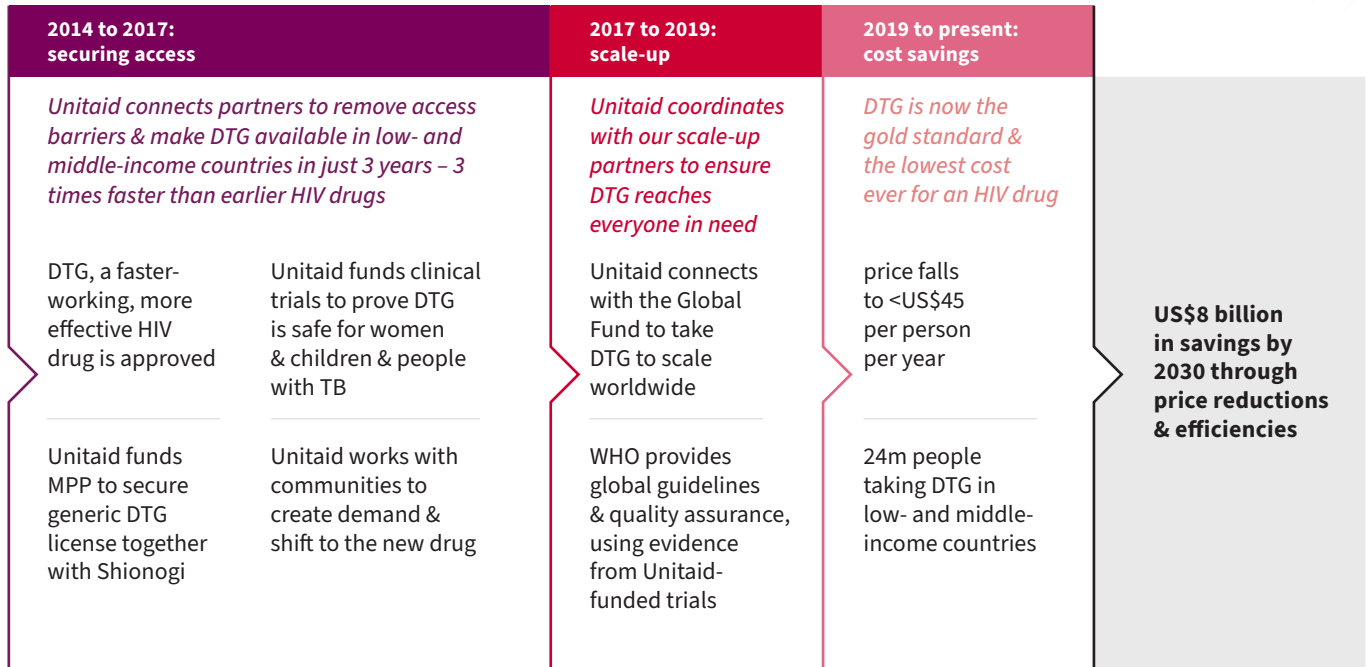 2014 to 2017:
securing access
Unitaid connects partners to remove access
barriers & make DTG available in low- and
middle-income countries in just 3 years – 3
times faster than earlier HIV drugs
DTG, a faster-
working, more
effective HIV
drug is approved
Unitaid funds clinical
trials to prove DTG
is safe for women
& children & people
with TB
Unitaid funds
MPP to secure
generic DTG
license together
with Shionogi
Unitaid works with
communities to
create demand &
shift to the new drug
2017 to 2019:
scale-up
Unitaid coordinates
with our scale-up
partners to ensure
DTG reaches
everyone in need
Unitaid connects
with the Global
Fund to take
DTG to scale
worldwide
WHO provides
global guidelines
& quality assurance,
using evidence
from Unitaid-
funded trials
2019 to present:
cost savings
DTG is now the
gold standard &
the lowest cost
ever for an HIV drug
price falls
to <US$45
per person
per year
24m people
taking DTG in
low- and middle-
income countries
US$8 billion
in savings by
2030 through
price reductions
& efficiencies